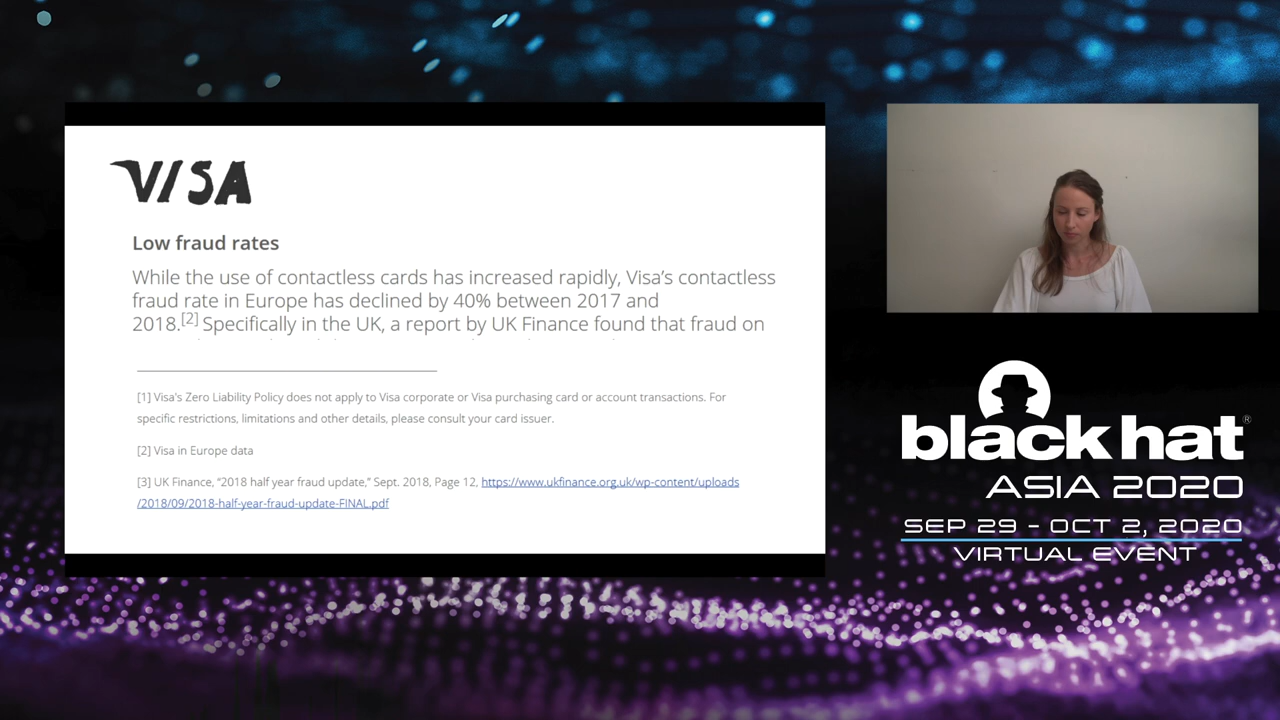 VISA
Low fraud rates
While the use of contactless cards has increased rapidly, Visa's contactless
fraud rate in Europe has declined by 40% between 2017 and
2018.[2] Specifically in the UK, a report by UK Finance found that fraud on
[1] Visa's Zero Liability Policy does not apply to Visa corporate or Visa purchasing card or account transactions. For
specific restrictions, limitations and other details, please consult your card issuer.
[2] Visa in Europe data
[3] UK Finance, “2018 half year fraud update,” Sept. 2018, Page 12, https://www.ukfinance.org.uk/wp-content/uploads
/2018/09/2018-half-year-fraud-update-FINAL.pdf
black hat®
ASIA 2020
SEP 29 - OCT 2, 2020
VIRTUAL EVENT